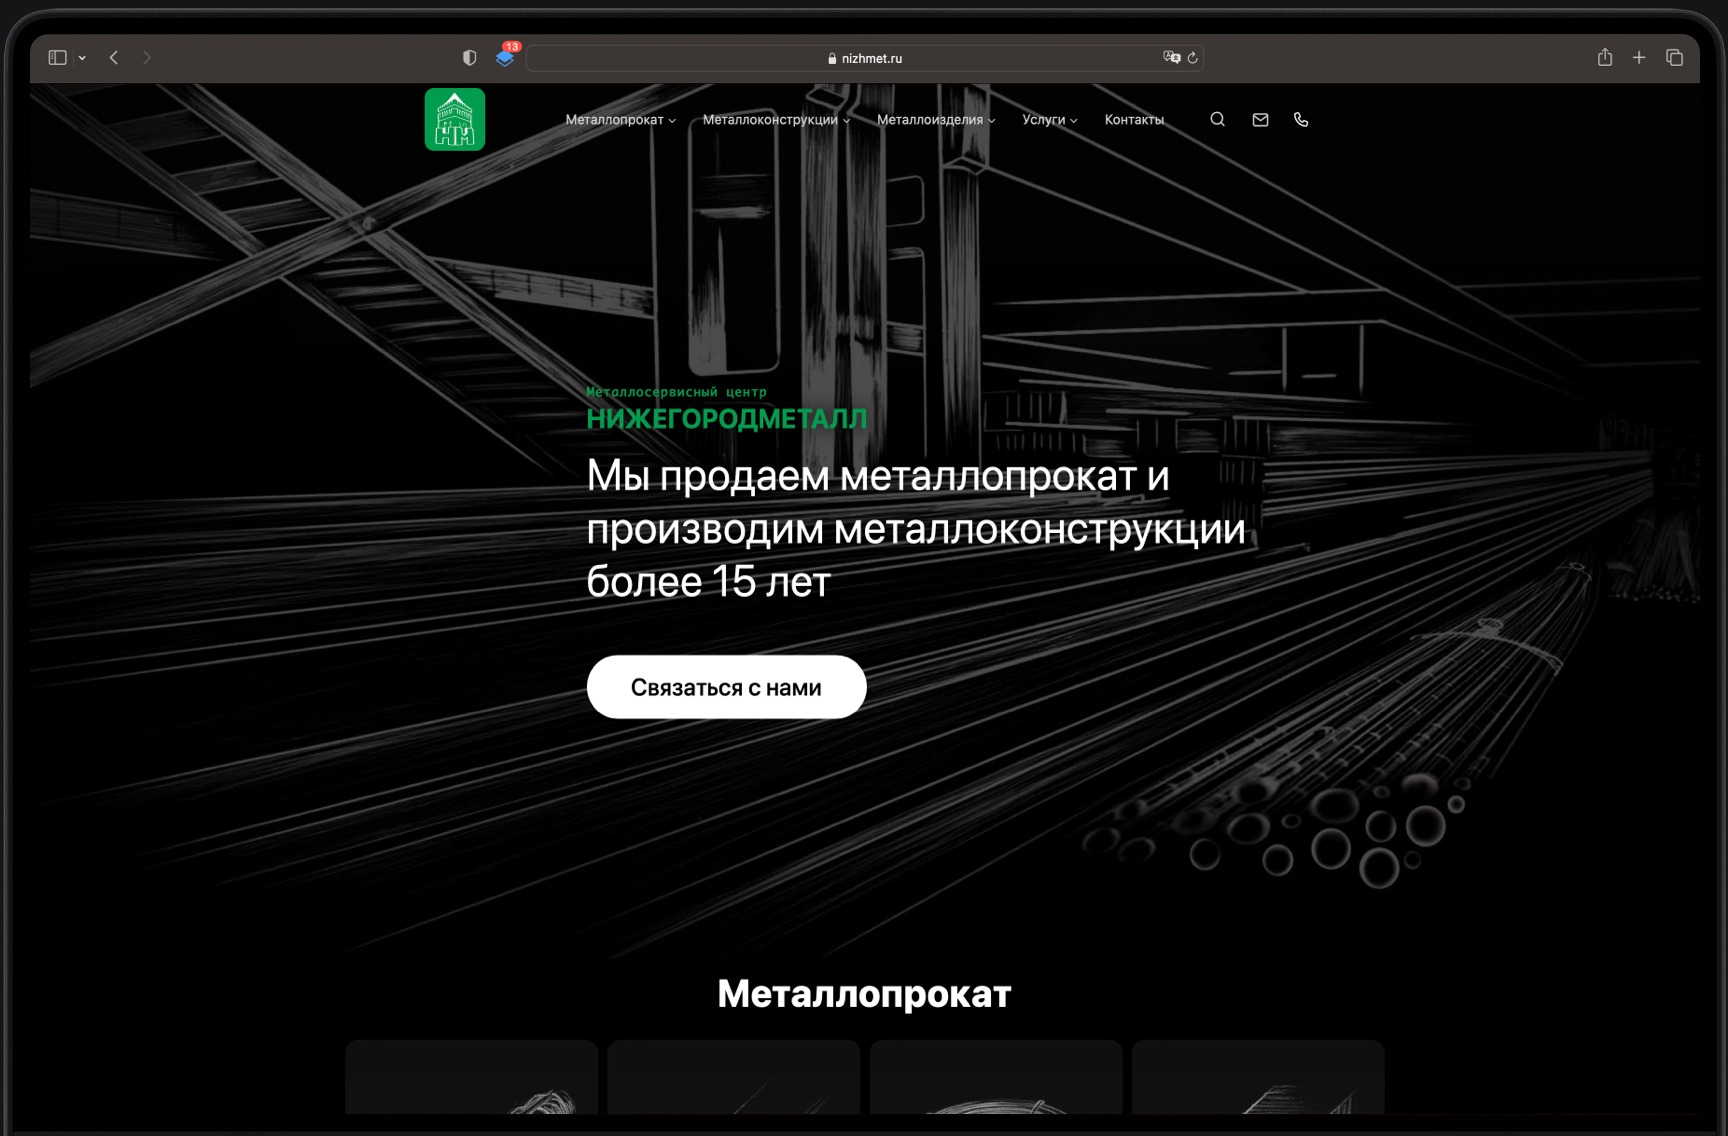 13
nizhmet.ru
Металлопрокат
Металлоконструкции
Металлоизделия
Услуги
Контакты
НТМ
Металлосервисный центр
НИЖЕГОРОДМЕТАЛЛ
Мы продаем металлопрокат и
производим металлоконструкции
более 15 лет
Связаться с нами
Металлопрокат